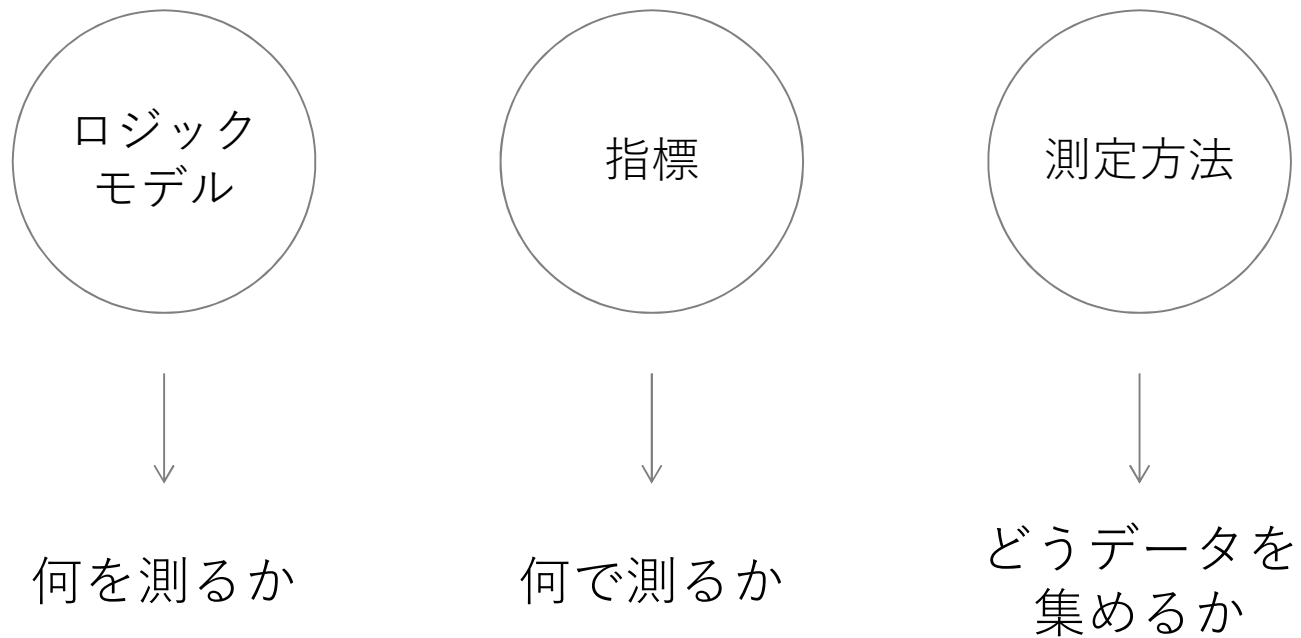 ロジック
モデル
指標
測定方法
何を測るか
何で測るか
どうデータを
集めるか